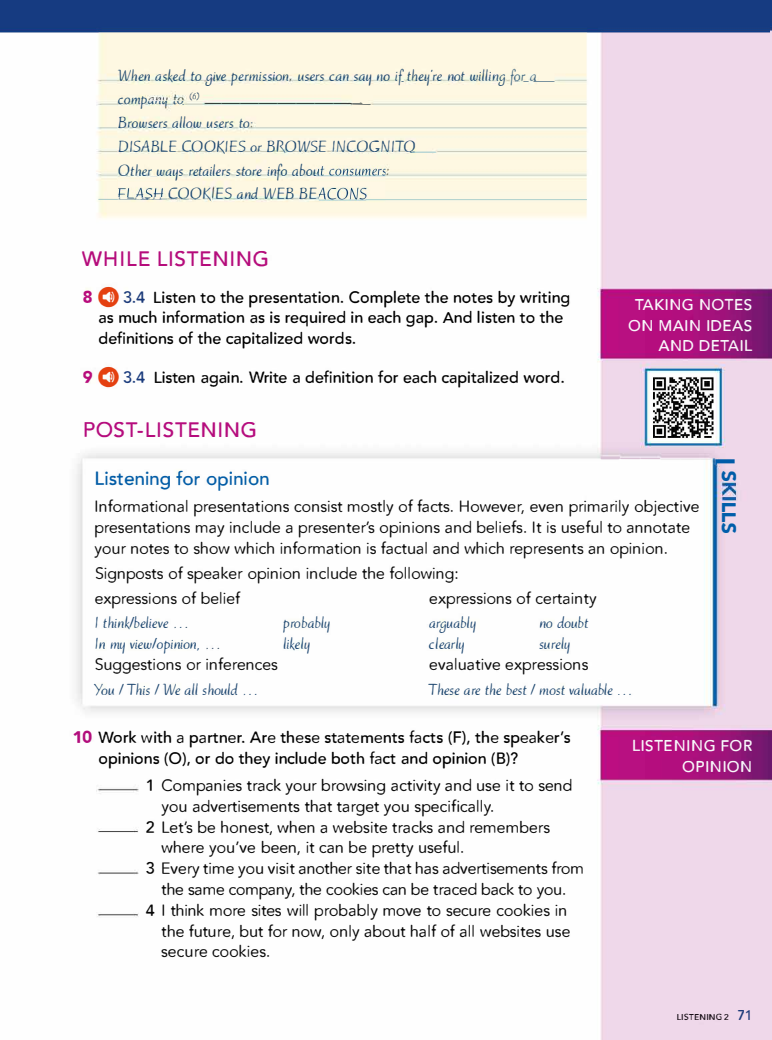 When asked to give permission, users can say no if they're not willing for a
company to (6) ____________________
Browsers allow users to:
DISABLE COOKIES or BROWSE INCOGNITO
Other ways retailers store info about consumers:
FLASH COOKIES and WEB BEACONS
WHILE LISTENING
8 3.4 Listen to the presentation. Complete the notes by writing
as much information as is required in each gap. And listen to the
definitions of the capitalized words.
TAKING NOTES
ON MAIN IDEAS
AND DETAIL
9 3.4 Listen again. Write a definition for each capitalized word.
POST-LISTENING
SKILLS
Listening for opinion
Informational presentations consist mostly of facts. However, even primarily objective
presentations may include a presenter's opinions and beliefs. It is useful to annotate
your notes to show which information is factual and which represents an opinion.
Signposts of speaker opinion include the following:
expressions of belief expressions of certainty
I think/believe ... probably arguably no doubt
In my view/opinion, ... likely clearly surely
Suggestions or inferences evaluative expressions
You / This / We all should ... These are the best / most valuable ...
10 Work with a partner. Are these statements facts (F), the speaker's
opinions (O), or do they include both fact and opinion (B)?
LISTENING FOR
OPINION
____ 1 Companies track your browsing activity and use it to send
you advertisements that target you specifically.
____ 2 Let's be honest, when a website tracks and remembers
where you've been, it can be pretty useful.
____ 3 Every time you visit another site that has advertisements from
the same company, the cookies can be traced back to you.
____ 4 I think more sites will probably move to secure cookies in
the future, but for now, only about half of all websites use
secure cookies.
LISTENING 2 71